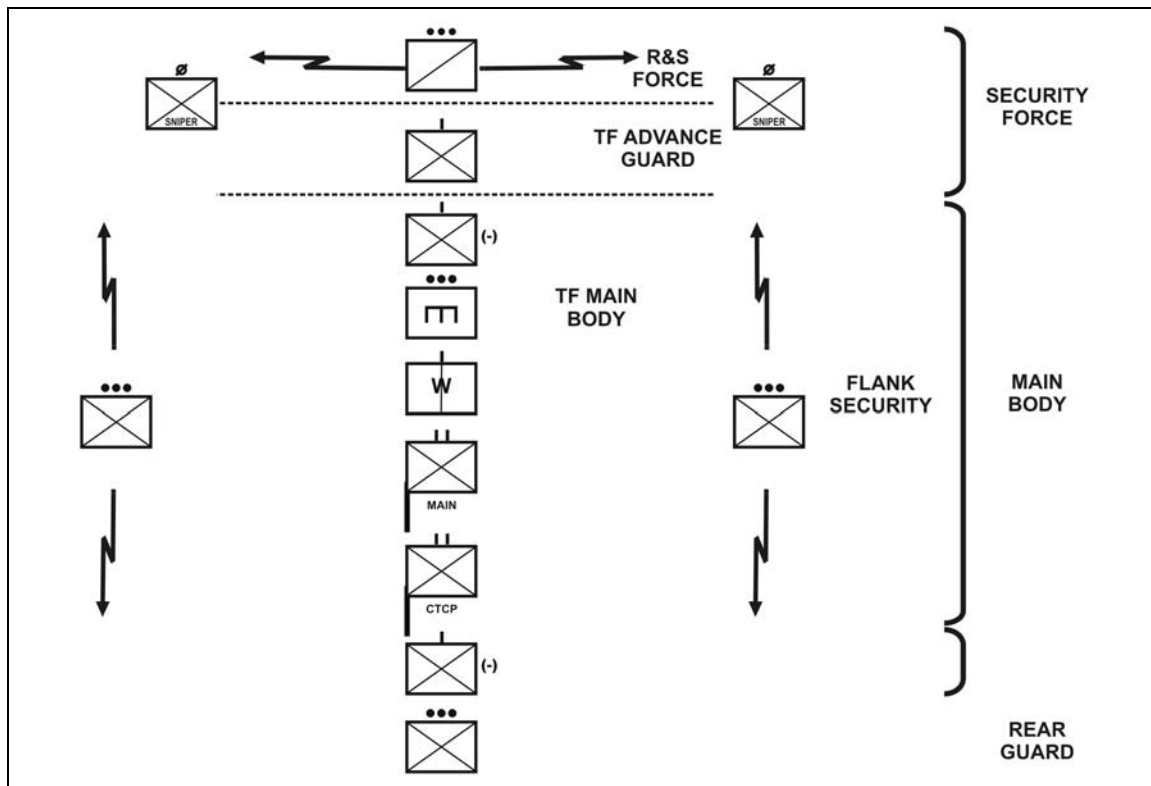 R&S
FORCE
SNIPER
SNIPER
SECURITY
FORCE
TF ADVANCE
GUARD
(-)
TF MAIN
BODY
W
FLANK
SECURITY
MAIN
BODY
MAIN
CTCP
(-)
REAR
GUARD